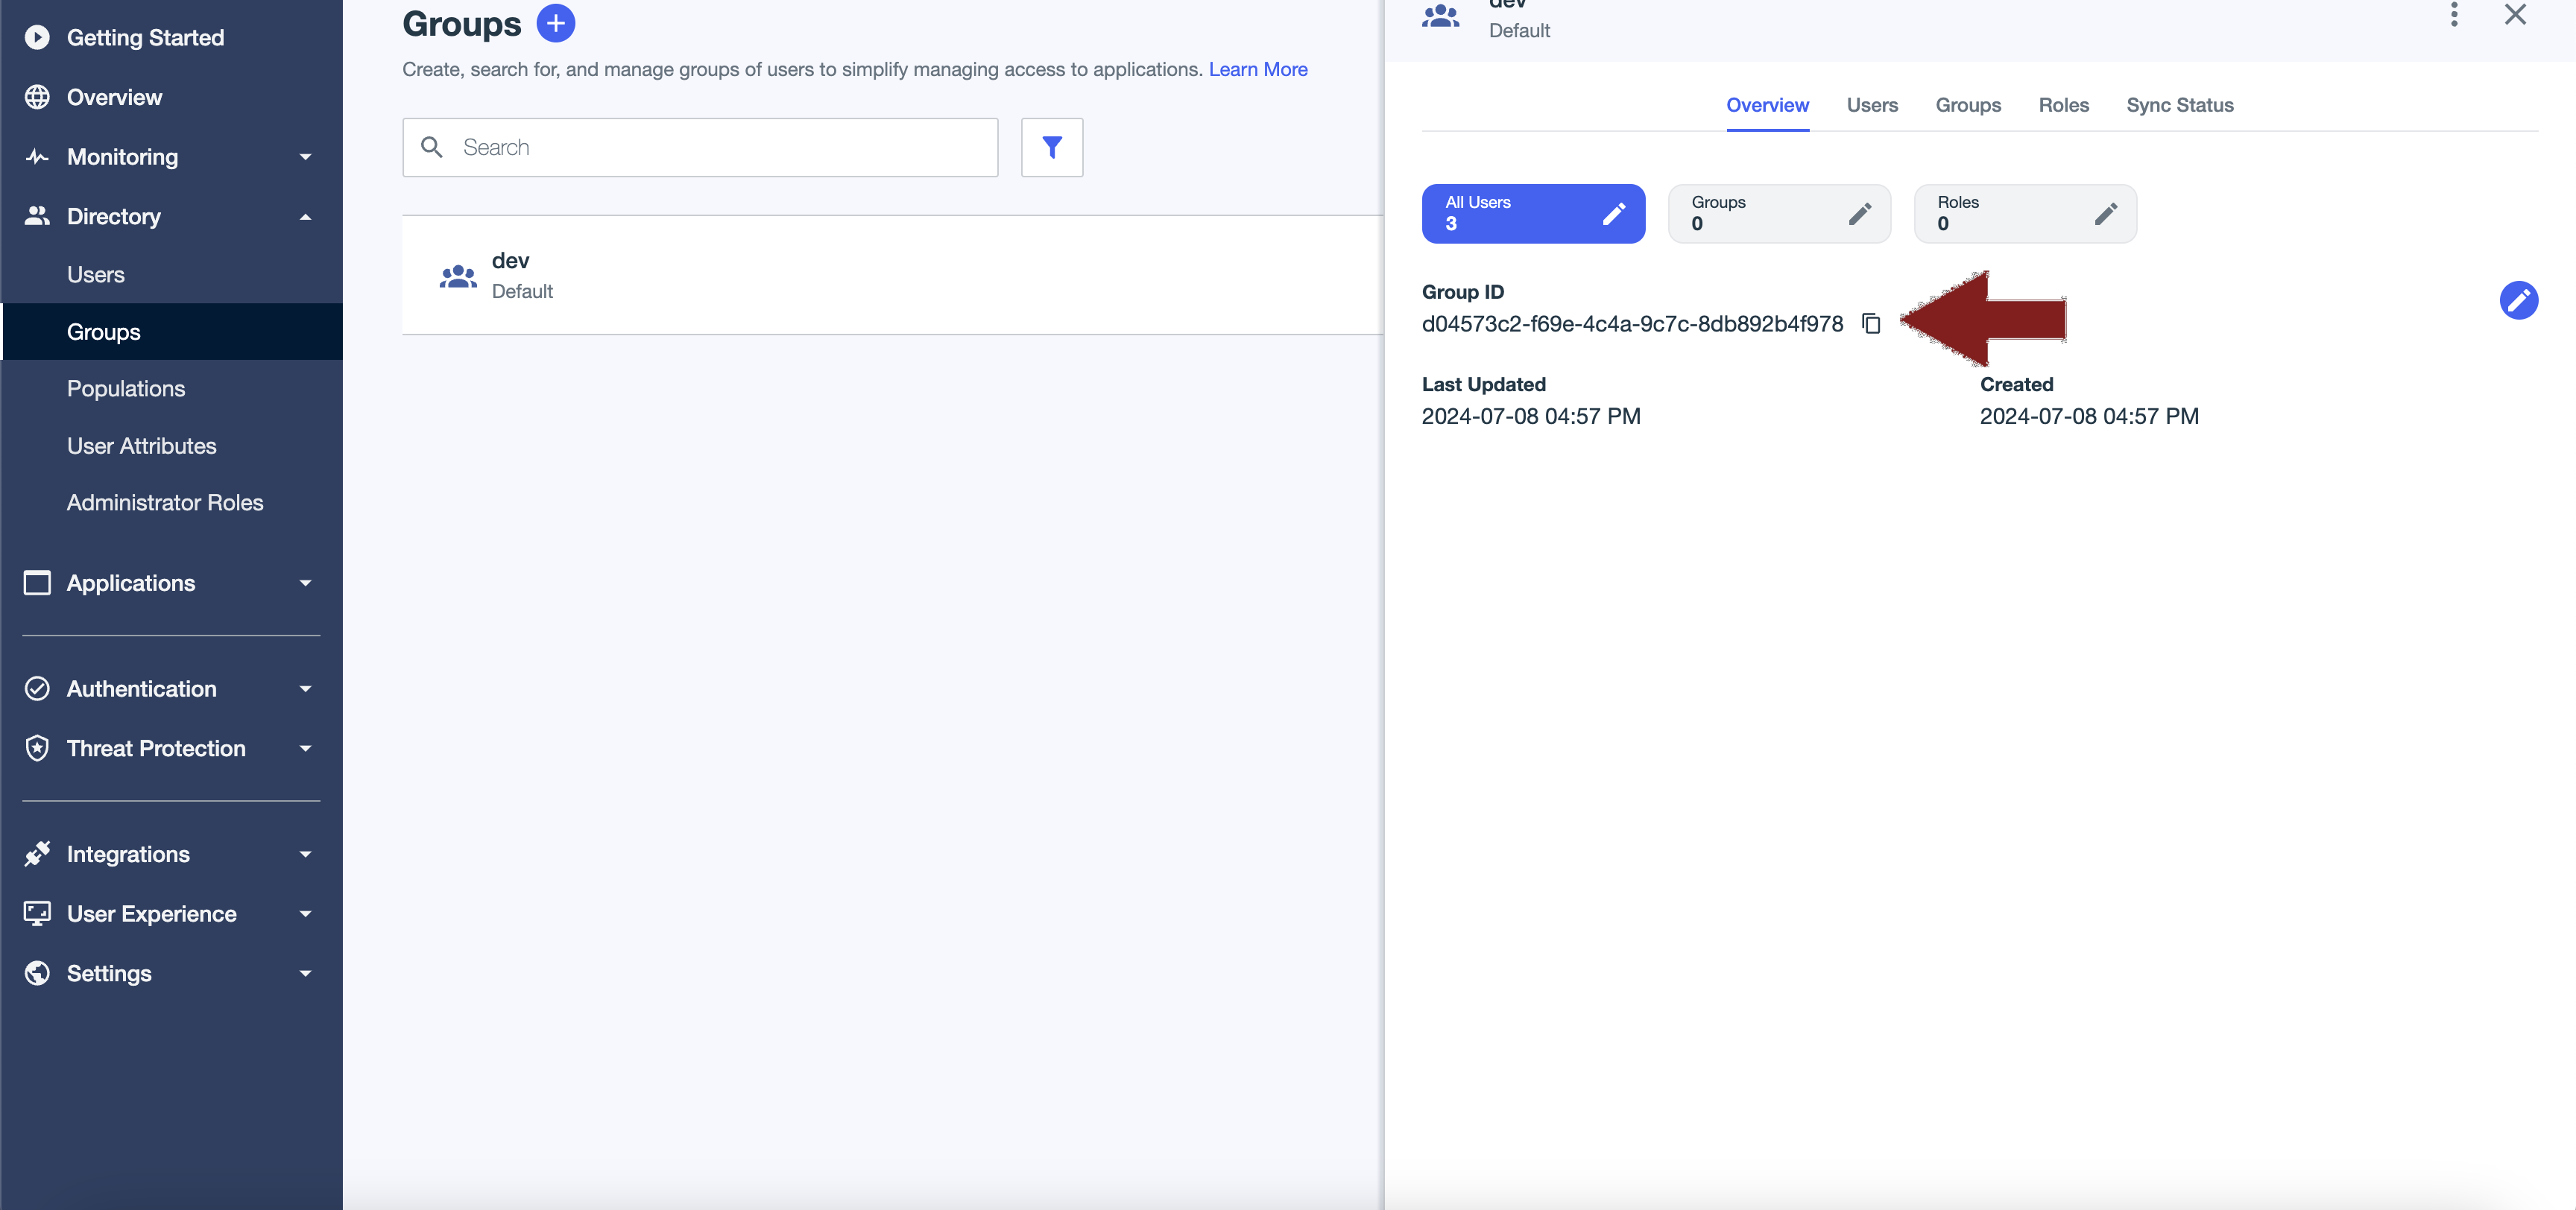 Getting Started
Overview
Monitoring
Directory
Users
Groups
Populations
User Attributes
Administrator Roles
Applications
Authentication
Threat Protection
Integrations
User Experience
Settings
Groups
Create, search for, and manage groups of users to simplify managing access to applications. Learn More
Search
dev
Default
dev
Default
Overview Users Groups Roles Sync Status
All Users
3
Groups
0
Roles
0
Group ID
d04573c2-f69e-4c4a-9c7c-8db892b4f978
Last Updated
2024-07-08 04:57 PM
Created
2024-07-08 04:57 PM